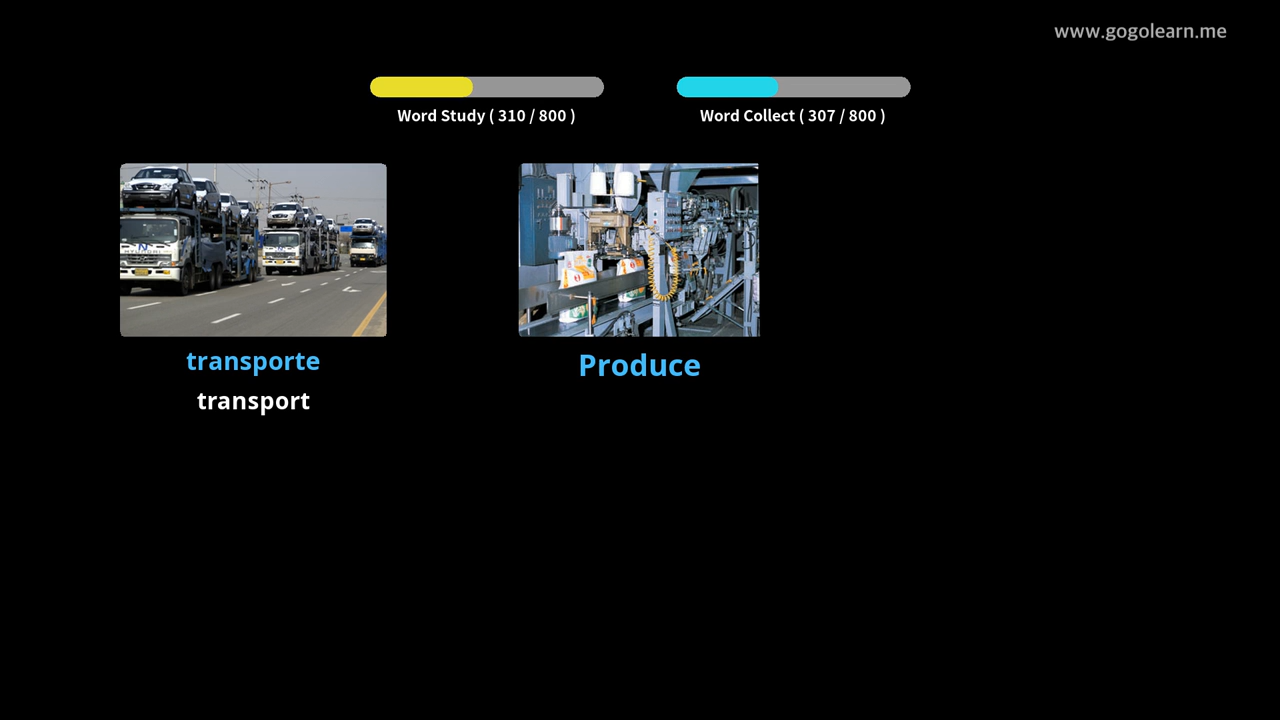 www.gogolearn.me
Word Study ( 310 / 800 )
Word Collect ( 307 / 800 )
transporte
transport
Produce